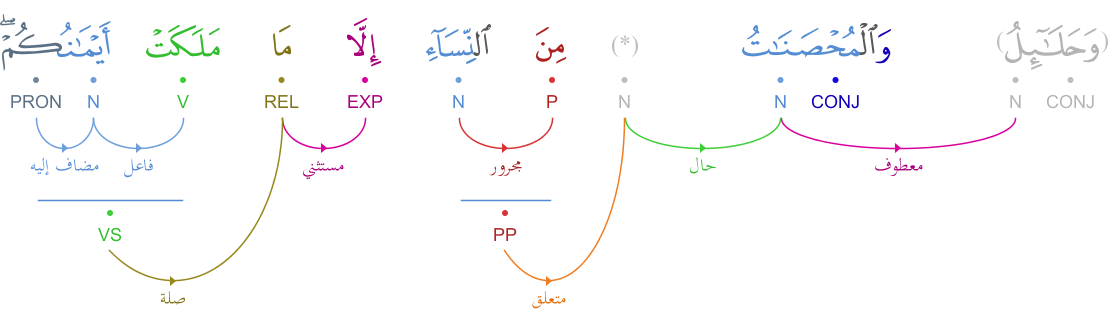 (وَحَلَـٰٓئِلُ) وَٱلْمُحْصَنَـٰتُ (*) مِنَ ٱلنِّسَآءِ إِلَّا مَا مَلَكَتْ أَيْمَـٰنُكُمْ ۖ
PRON N V REL EXP N P N N CONJ N CONJ
مضاف إليه فاعل مستثني مجرور حال معطوف
VS PP
صلة متعلق